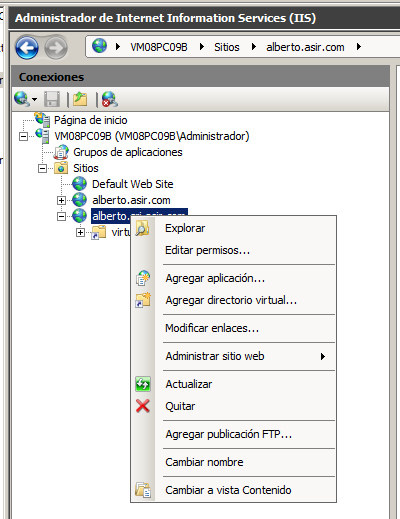 Administrador de Internet Information Services (IIS)
VM08PC09B Sitios alberto.asir.com
Conexiones
Página de inicio
VM08PC09B (VM08PC09B\Administrador)
Grupos de aplicaciones
Sitios
Default Web Site
alberto.asir.com
Explorar
Editar permisos...
Agregar aplicación...
Agregar directorio virtual...
Modificar enlaces...
Administrar sitio web
Actualizar
Quitar
Agregar publicación FTP...
Cambiar nombre
Cambiar a vista Contenido